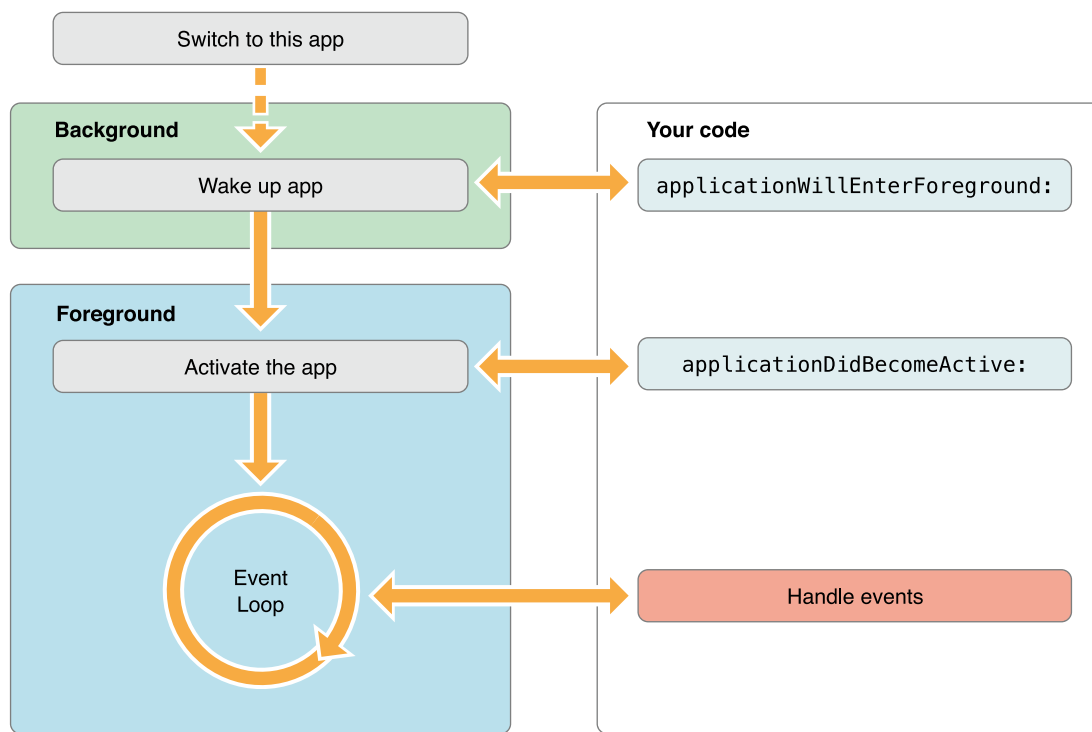 Switch to this app
Background
Your code
Wake up app
applicationWillEnterForeground:
Foreground
Activate the app
applicationDidBecomeActive:
Event
Loop
Handle events